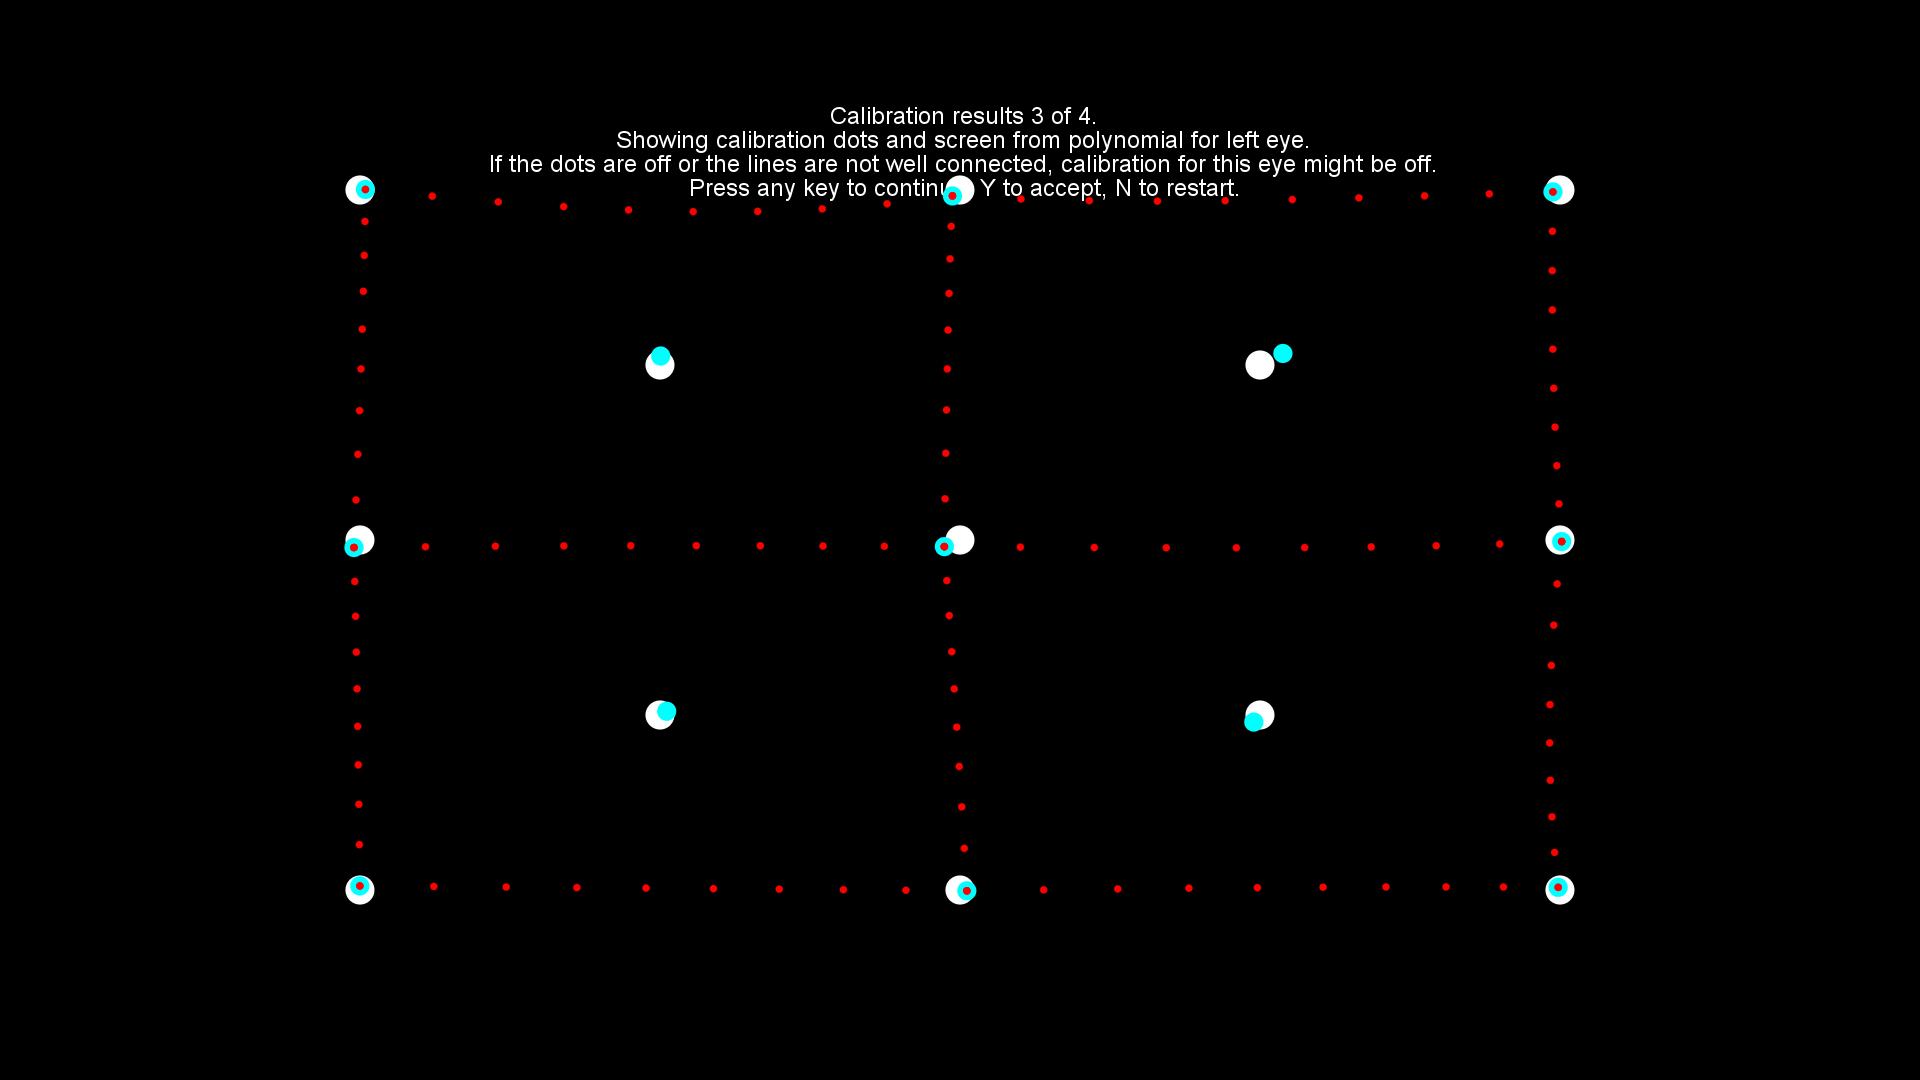 Calibration results 3 of 4.
Showing calibration dots and screen from polynomial for left eye.
If the dots are off or the lines are not well connected, calibration for this eye might be off.
Press any key to continu Y to accept, N to restart.